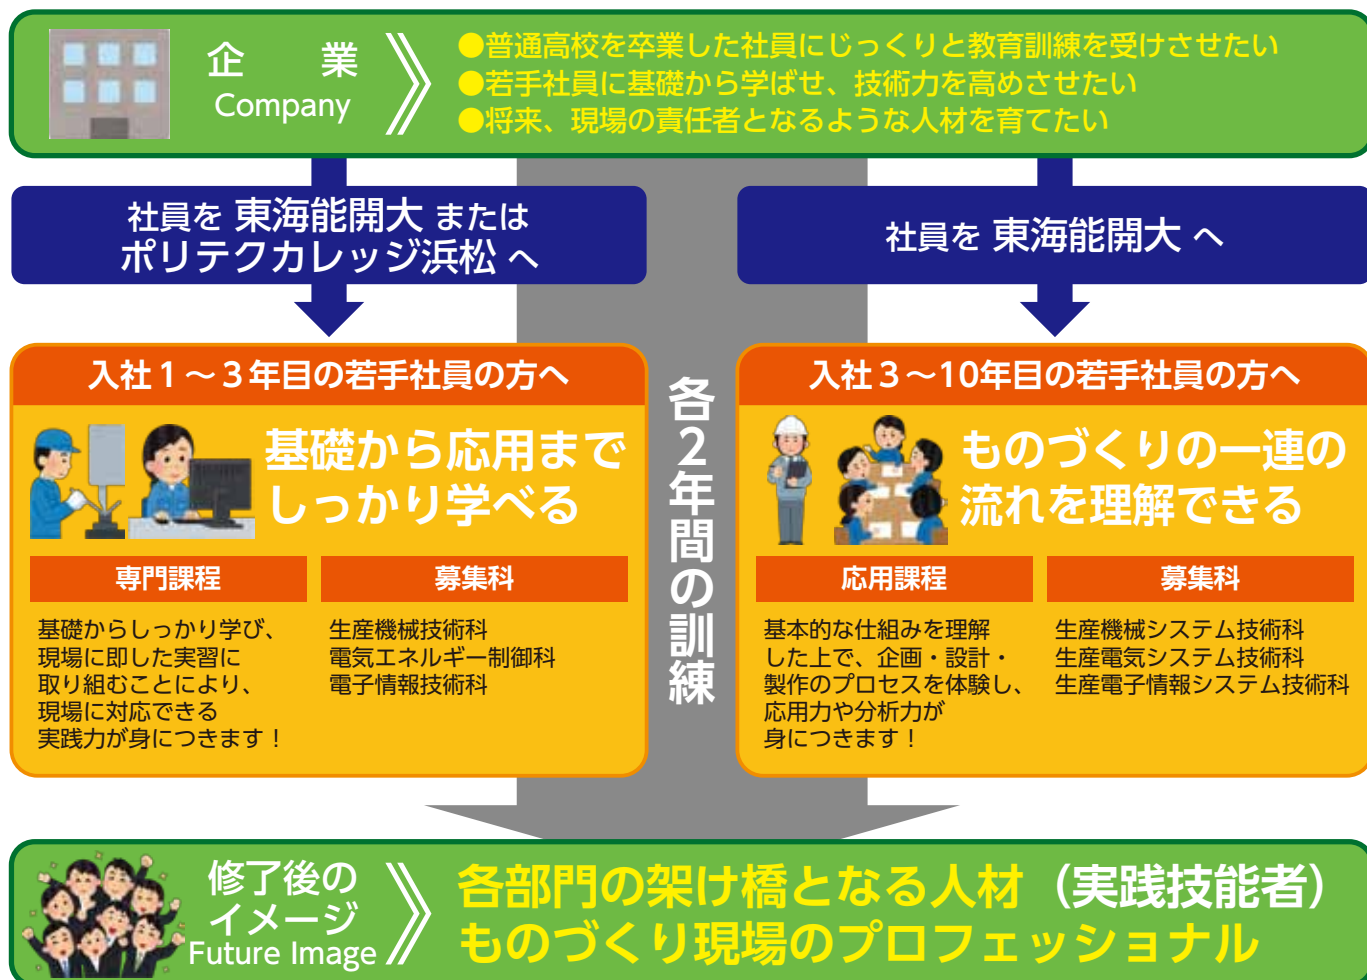 企業
Company
●普通高校を卒業した社員にじっくりと教育訓練を受けさせたい
●若手社員に基礎から学ばせ、技術力を高めさせたい
●将来、現場の責任者となるような人材を育てたい
社員を 東海能開大 または
ポリテクカレッジ浜松 へ
社員を 東海能開大 へ
入社1～3年目の若手社員の方へ
基礎から応用まで
しっかり学べる
専門課程
基礎からしっかり学び、
現場に即した実習に
取り組むことにより、
現場に対応できる
実践力が身につきます！
募集科
生産機械技術科
電気エネルギー制御科
電子情報技術科
各2年間の訓練
入社3～10年目の若手社員の方へ
ものづくりの一連の
流れを理解できる
応用課程
基本的な仕組みを理解
した上で、企画・設計・
製作のプロセスを体験し、
応用力や分析力が
身につきます！
募集科
生産機械システム技術科
生産電気システム技術科
生産電子情報システム技術科
修了後の
イメージ
Future Image
各部門の架け橋となる人材（実践技能者）
ものづくり現場のプロフェッショナル